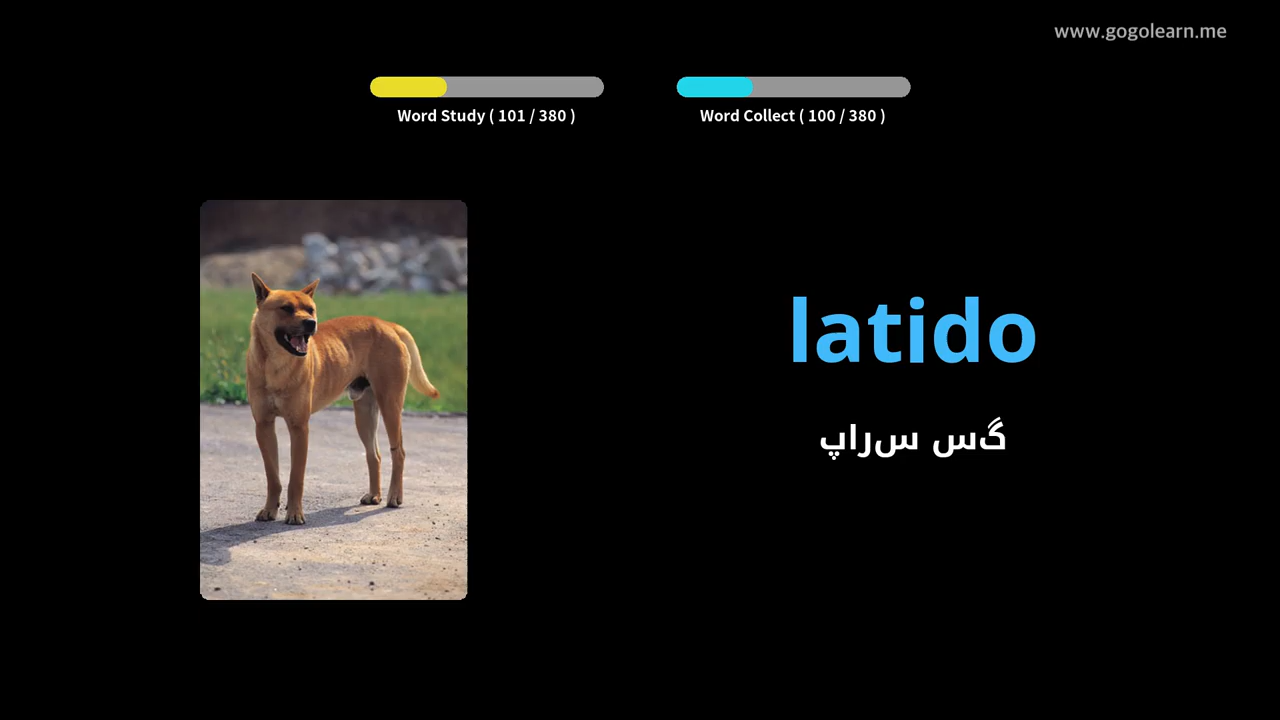 www.gogolearn.me
Word Study ( 101 / 380 )
Word Collect ( 100 / 380 )
latido
گس سراپ